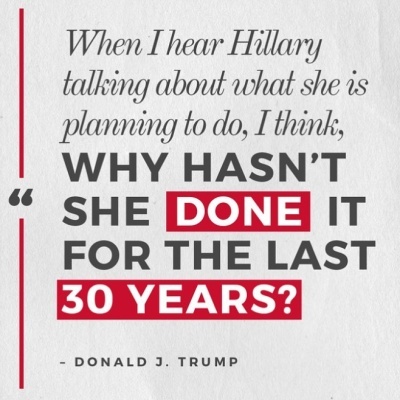 When I hear Hillary
talking about what she is
planning to do, I think,
WHY HASN'T
“
SHE DONE IT
FOR THE LAST
30 YEARS?
– DONALD J. TRUMP